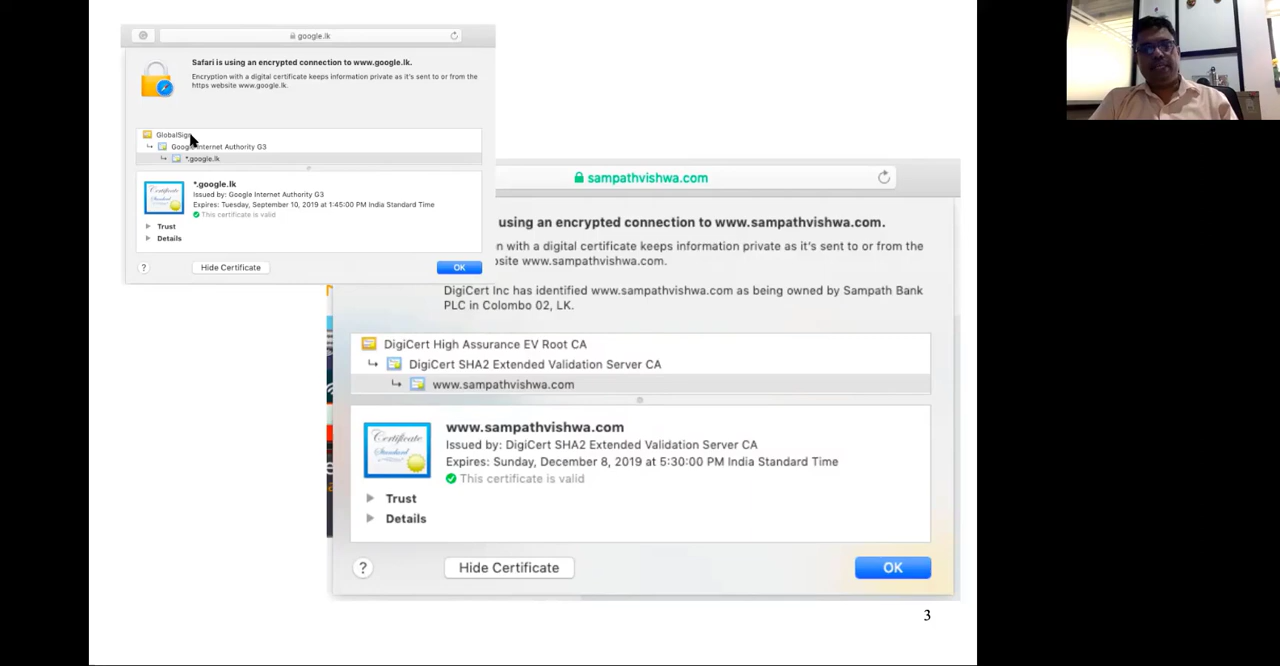 google.lk
Safari is using an encrypted connection to www.google.lk.
Encryption with a digital certificate keeps information private as it's sent to or from the
https website www.google.lk.
GlobalSign
Google Internet Authority G3
*.google.lk
*.google.lk
Issued by: Google Internet Authority G3
Expires: Tuesday, September 10, 2019 at 1:45:00 PM India Standard Time
This certificate is valid
Trust
Details
?
Hide Certificate
OK
sampathvishwa.com
using an encrypted connection to www.sampathvishwa.com.
with a digital certificate keeps information private as it's sent to or from the
www.sampathvishwa.com.
DigiCert Inc has identified www.sampathvishwa.com as being owned by Sampath Bank
PLC in Colombo 02, LK.
DigiCert High Assurance EV Root CA
DigiCert SHA2 Extended Validation Server CA
www.sampathvishwa.com
www.sampathvishwa.com
Issued by: DigiCert SHA2 Extended Validation Server CA
Expires: Sunday, December 8, 2019 at 5:30:00 PM India Standard Time
This certificate is valid
Trust
Details
?
Hide Certificate
OK
3